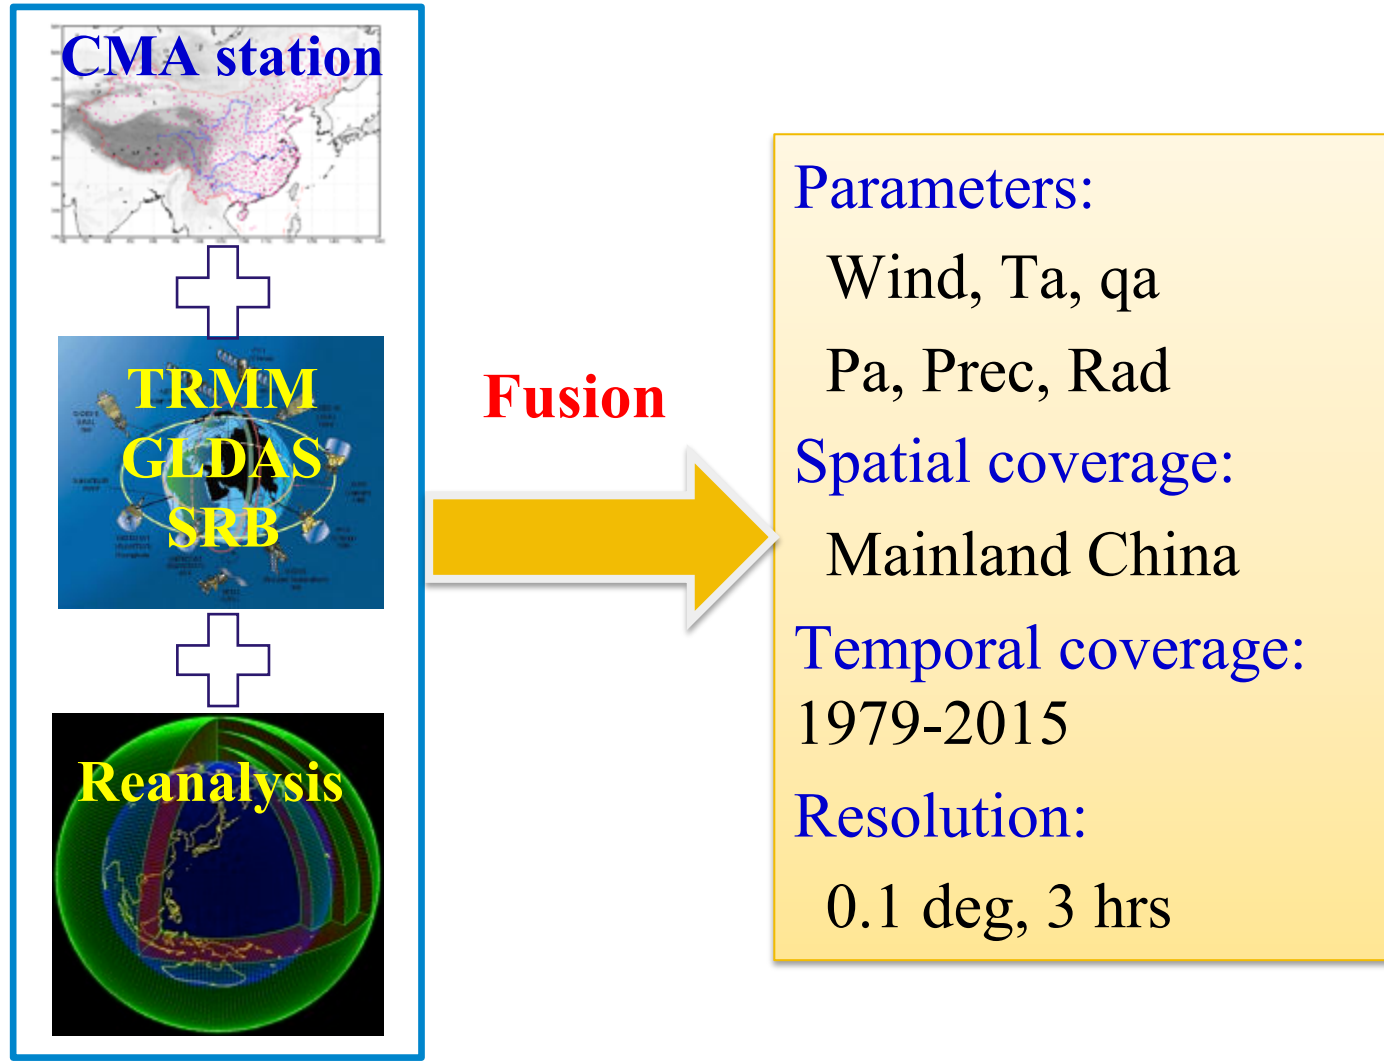 CMA station
TRMM
GLDAS
SRB
Reanalysis
Fusion
Parameters:
Wind, Ta, qa
Pa, Prec, Rad
Spatial coverage:
Mainland China
Temporal coverage:
1979-2015
Resolution:
0.1 deg, 3 hrs